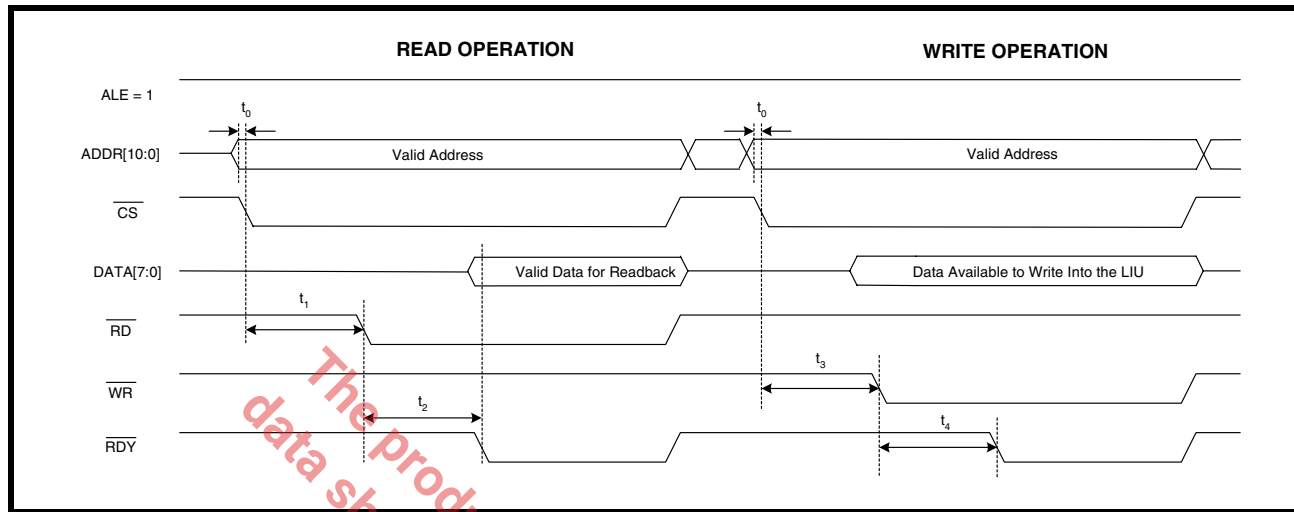 READ OPERATION
WRITE OPERATION
ALE = 1
t0
t0
ADDR[10:0]
Valid Address
Valid Address
CS
DATA[7:0]
Valid Data for Readback
Data Available to Write Into the LIU
t1
RD
t3
WR
t2
t4
RDY
The prod
data sh